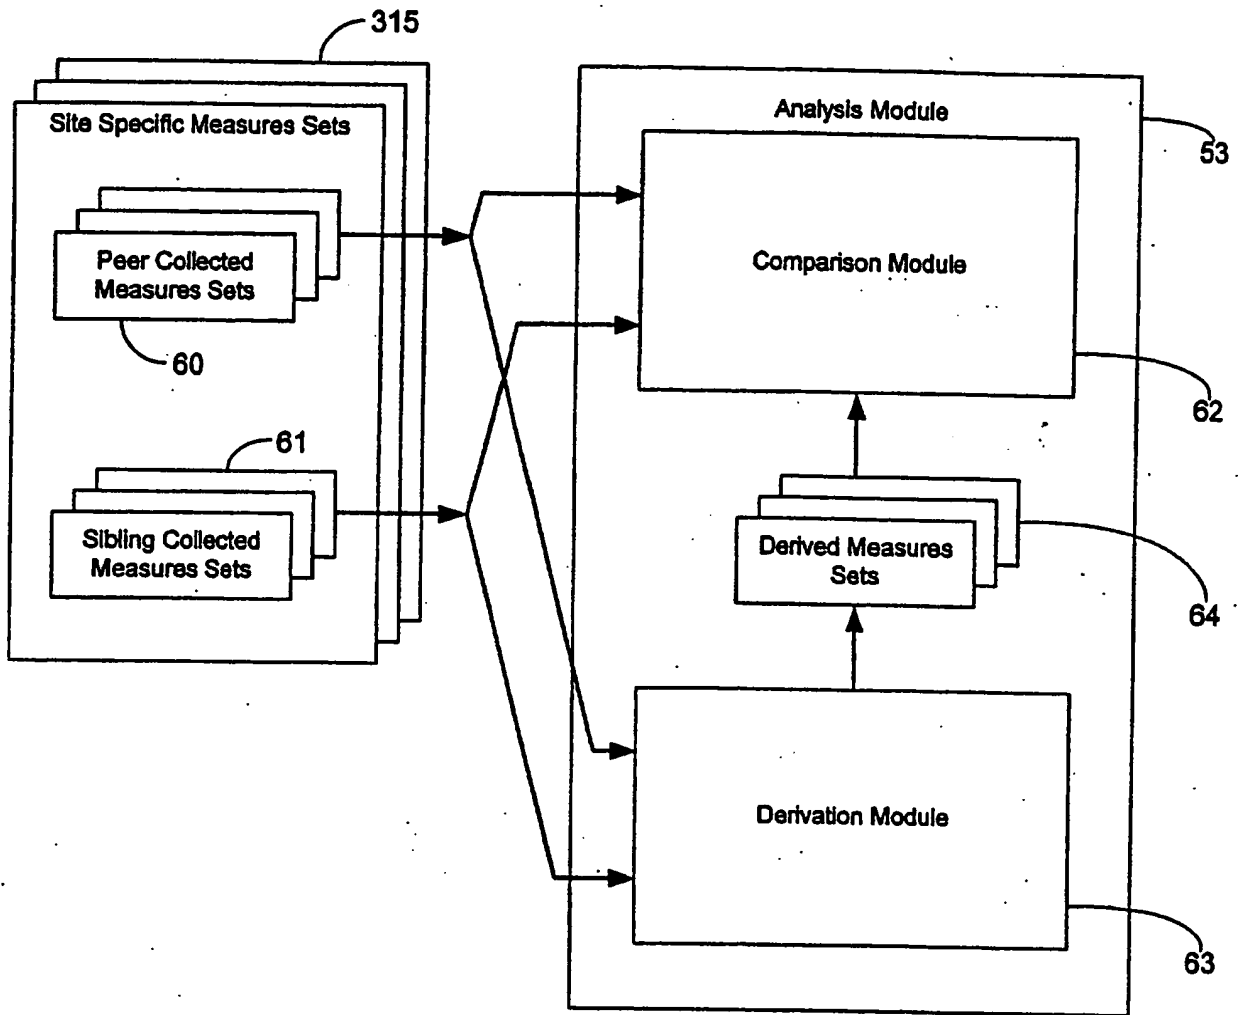 315
Site Specific Measures Sets
Peer Collected
Measures Sets
60
61
Sibling Collected
Measures Sets
Analysis Module
53
Comparison Module
62
Derived Measures
Sets
64
Derivation Module
63